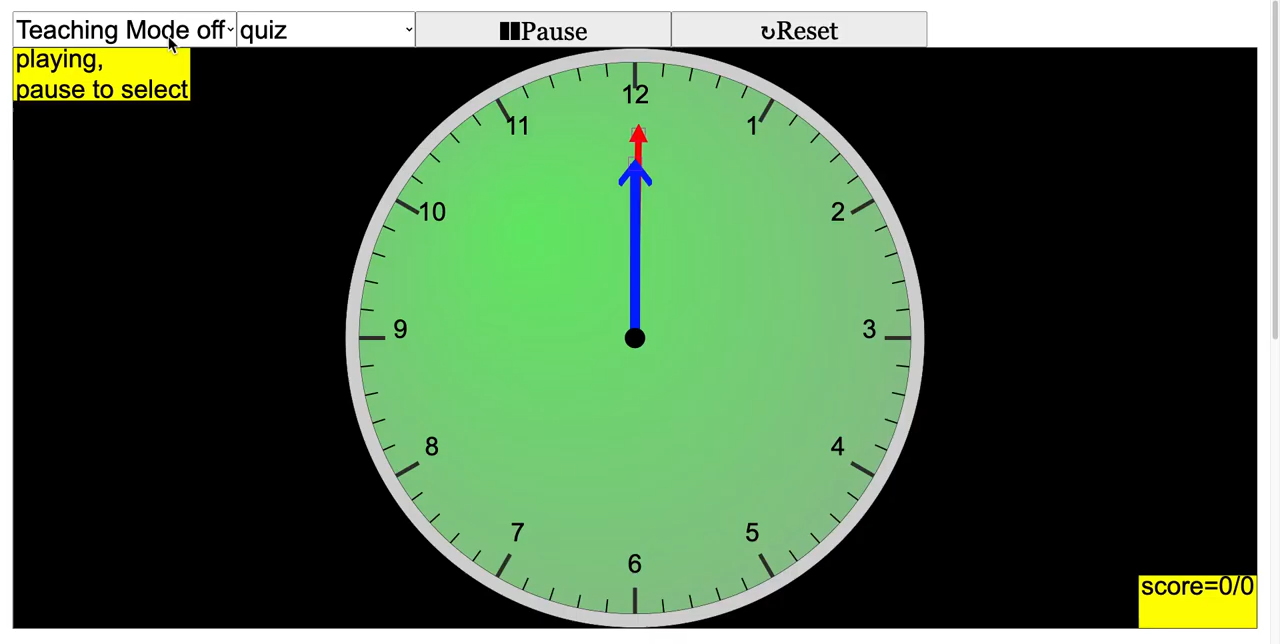 Teaching Mode off quiz Pause ↻Reset
playing,
pause to select
12
11 1
10 2
9 3
8 4
7 5
6
score=0/0